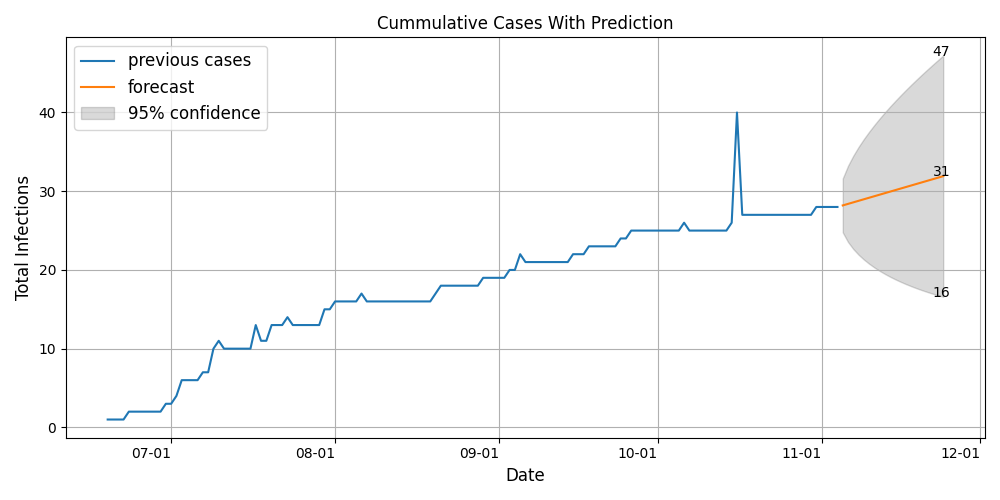 Cummulative Cases With Prediction
previous cases
forecast
95% confidence
47
31
16
40
30
20
10
0
Total Infections
07-01
08-01
09-01
10-01
11-01
12-01
Date